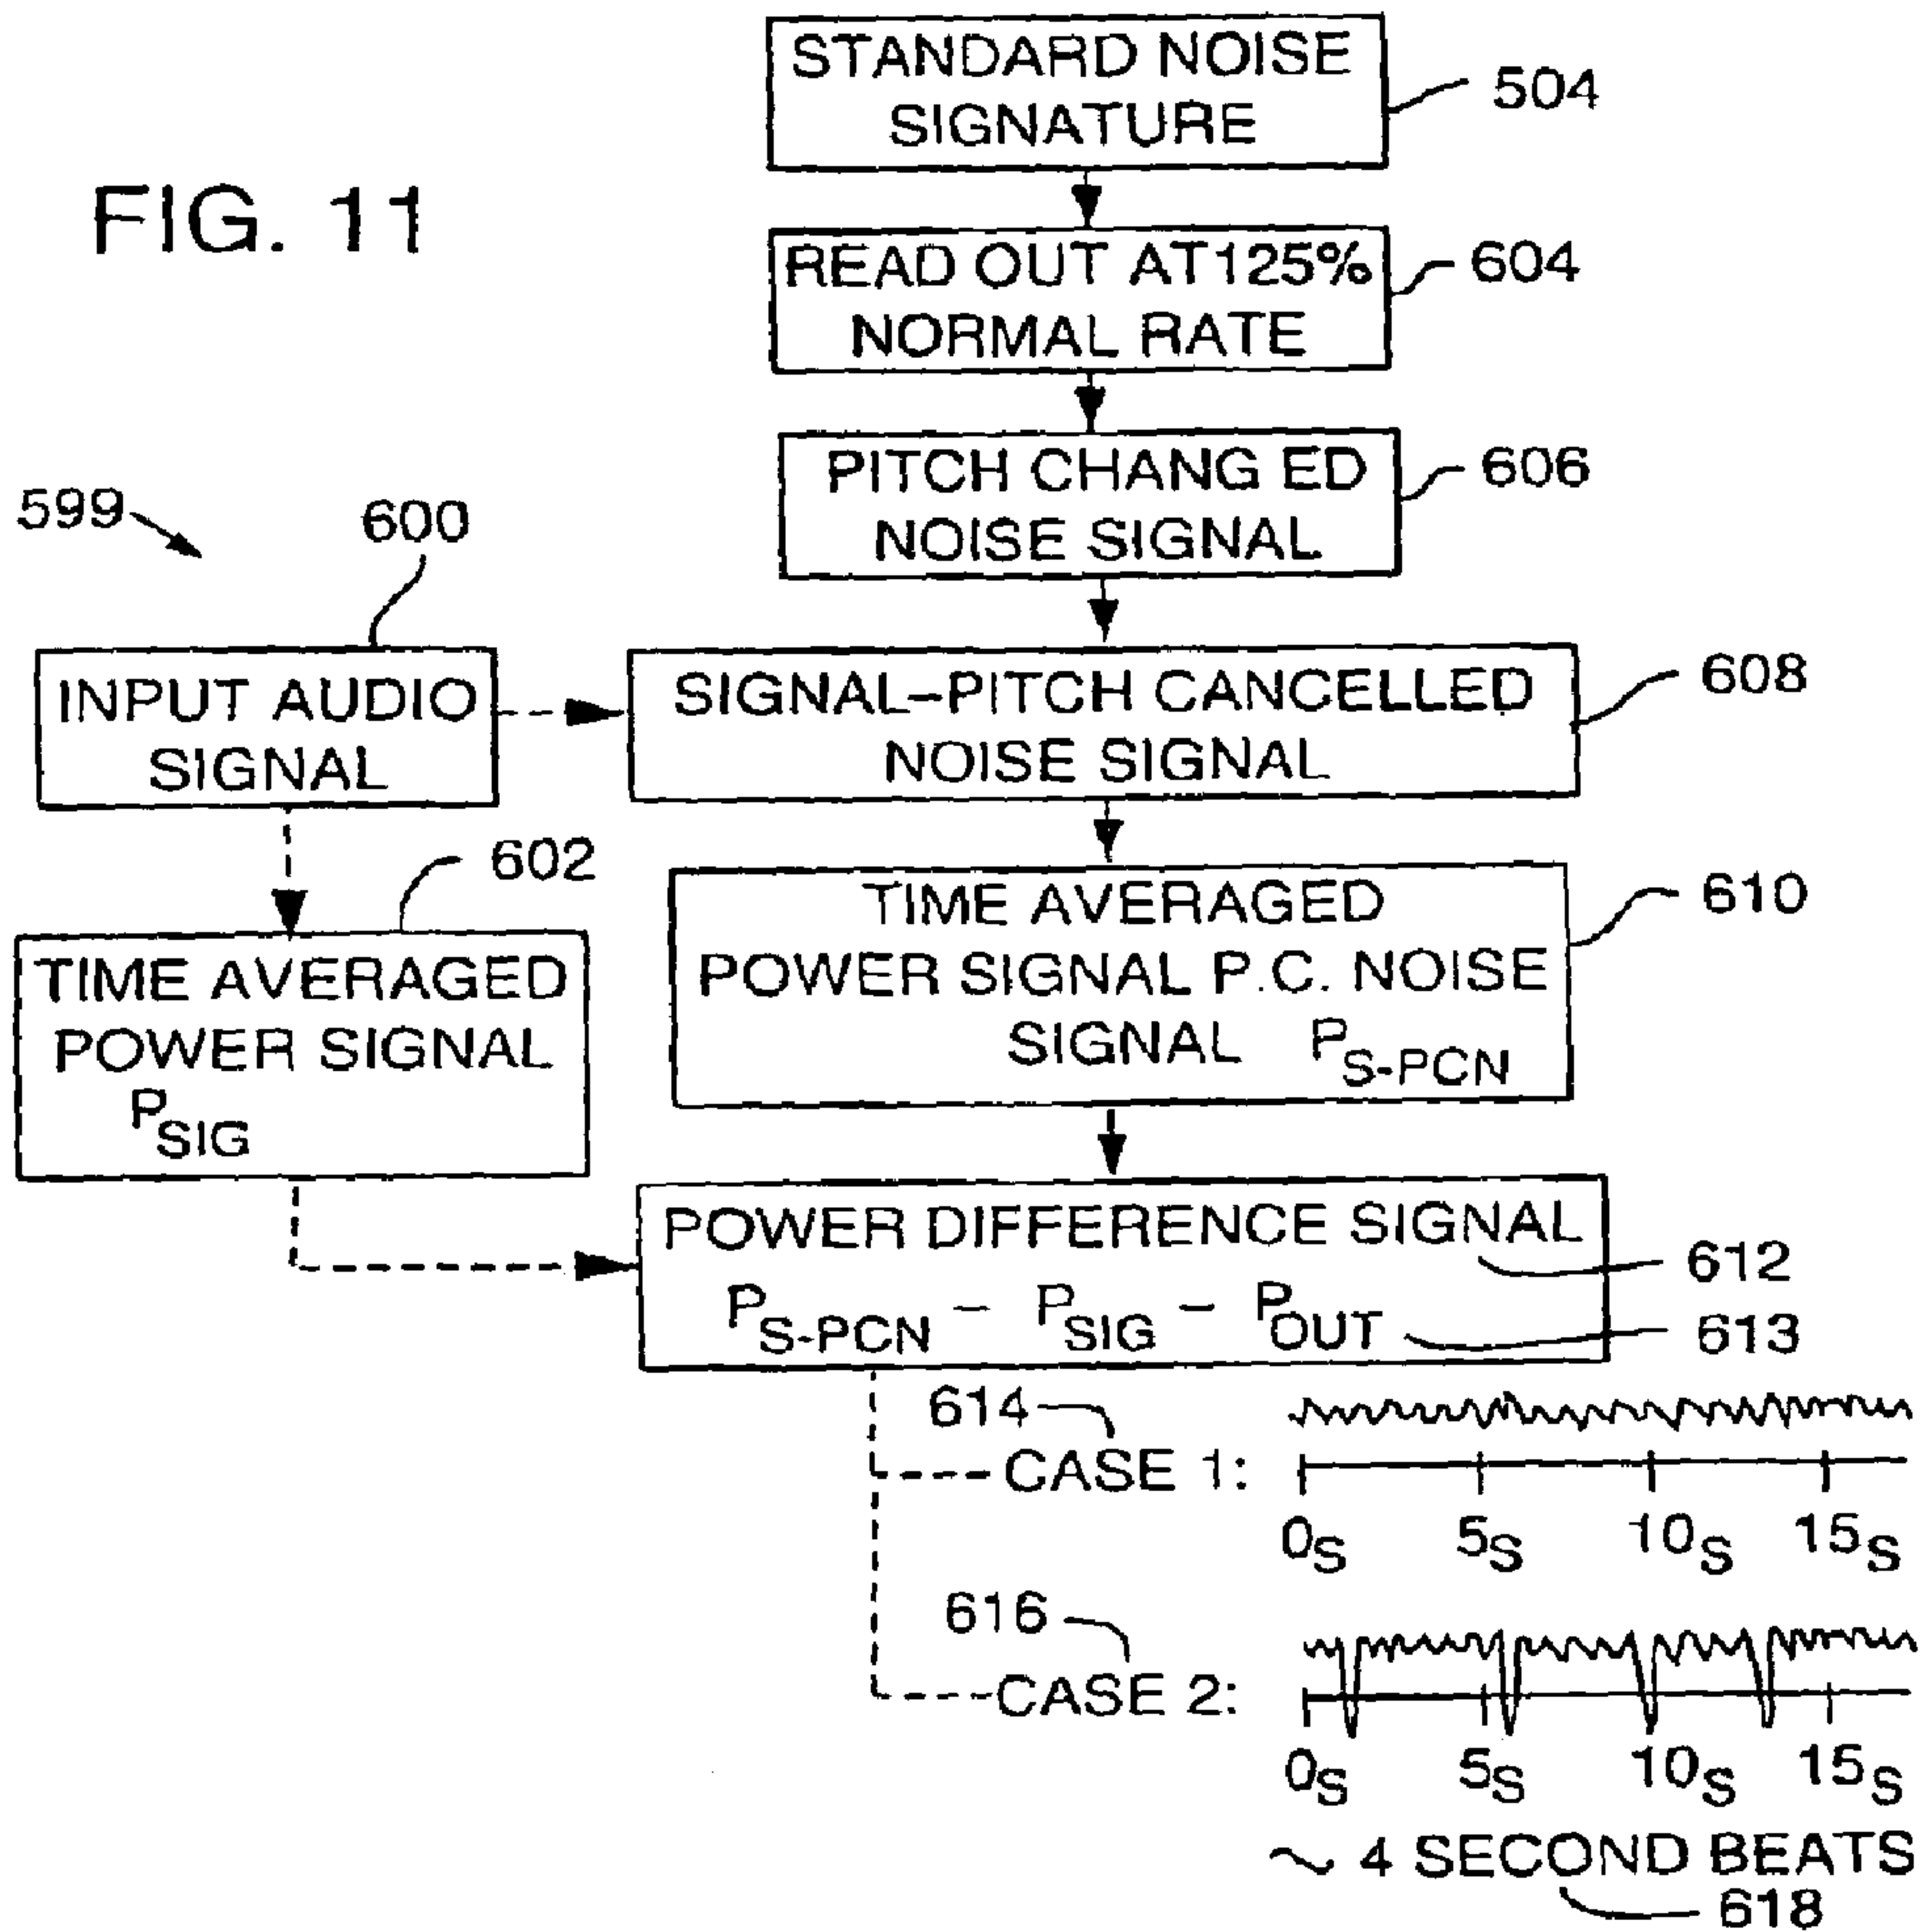 FIG. 11
STANDARD NOISE
SIGNATURE
504
READ OUT AT125%
NORMAL RATE
604
PITCH CHANG ED
NOISE SIGNAL
606
599
600
INPUT AUDIO
SIGNAL
SIGNAL-PITCH CANCELLED
NOISE SIGNAL
608
602
TIME AVERAGED
POWER SIGNAL
PSIG
TIME AVERAGED
POWER SIGNAL P.C. NOISE
SIGNAL PS-PCN
610
POWER DIFFERENCE SIGNAL
612
PS-PCN - PSIG - POUT
613
614
CASE 1:
0S 5S 10S 15S
616
CASE 2:
0S 5S 10S 15S
~ 4 SECOND BEATS
618